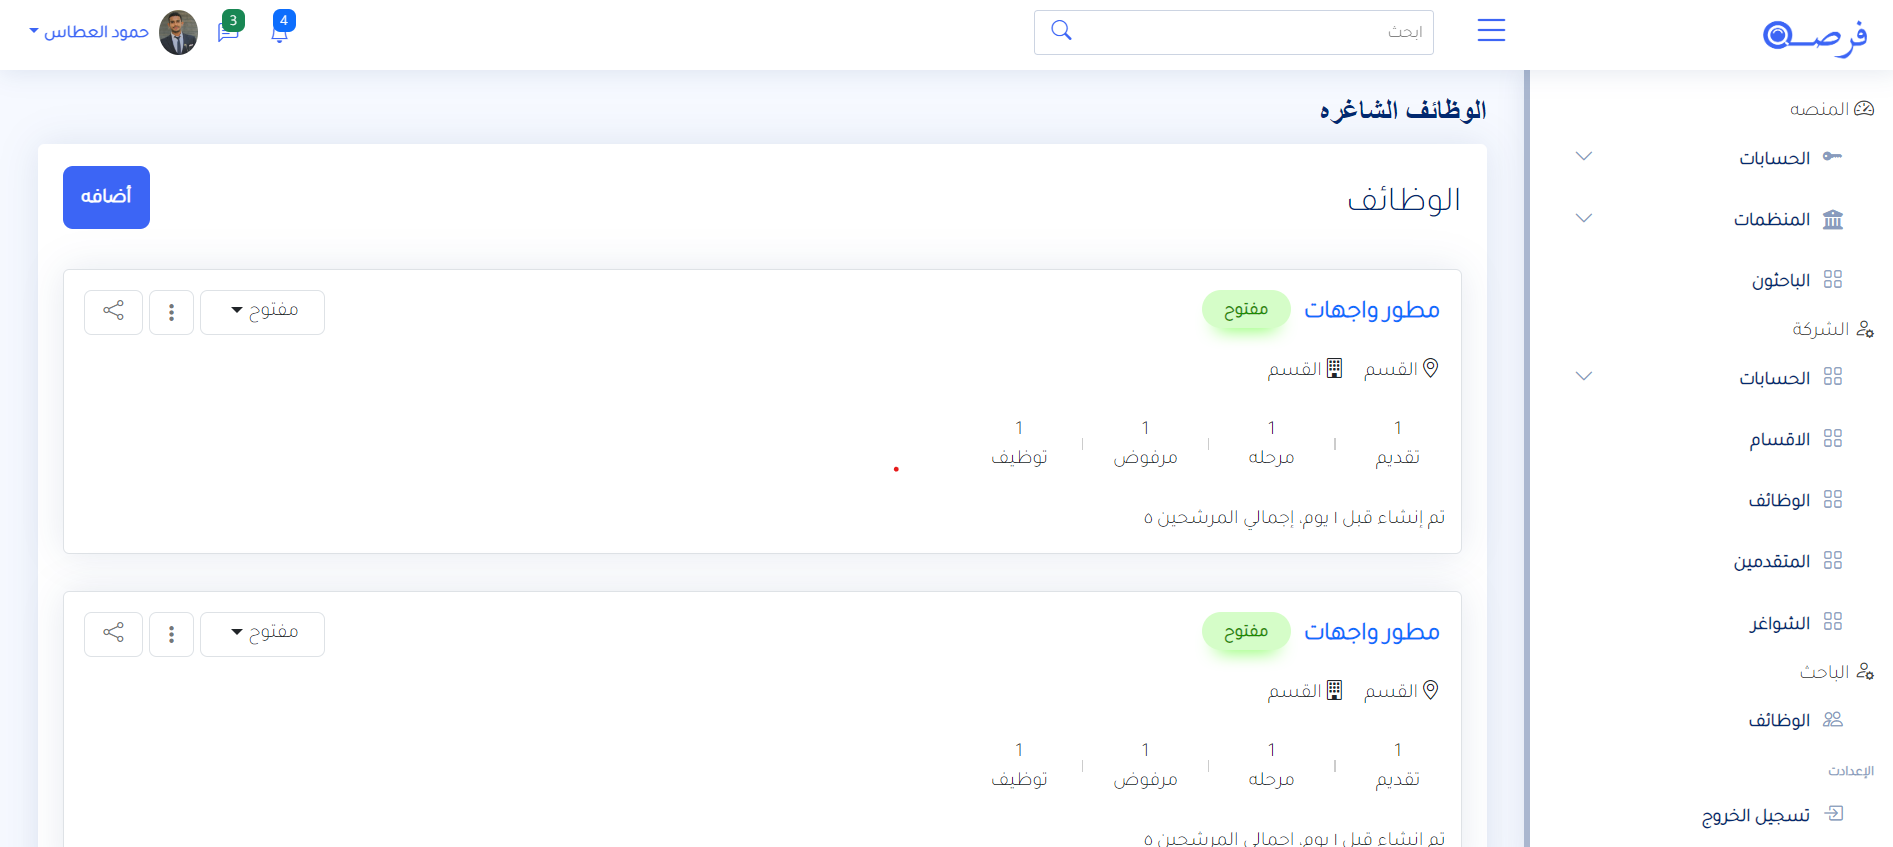 فرصة
ابحث
3
4
حمود العطاس
المنصه
الحسابات
المنظمات
الباحثون
الشركة
الحسابات
الاقسام
الوظائف
المتقدمين
الشواغر
الباحث
الوظائف
الإعدادت
تسجيل الخروج
الوظائف الشاغره
الوظائف
أضافه
مطور واجهات مفتوح
مفتوح
القسم القسم
1 1 1 1
تقديم مرحله مرفوض توظيف
تم إنشاء قبل ١ يوم, إجمالي المرشحين ٥
مطور واجهات مفتوح
مفتوح
القسم القسم
1 1 1 1
تقديم مرحله مرفوض توظيف
تم إنشاء قبل ١ يوم, إجمالي المرشحين ٥